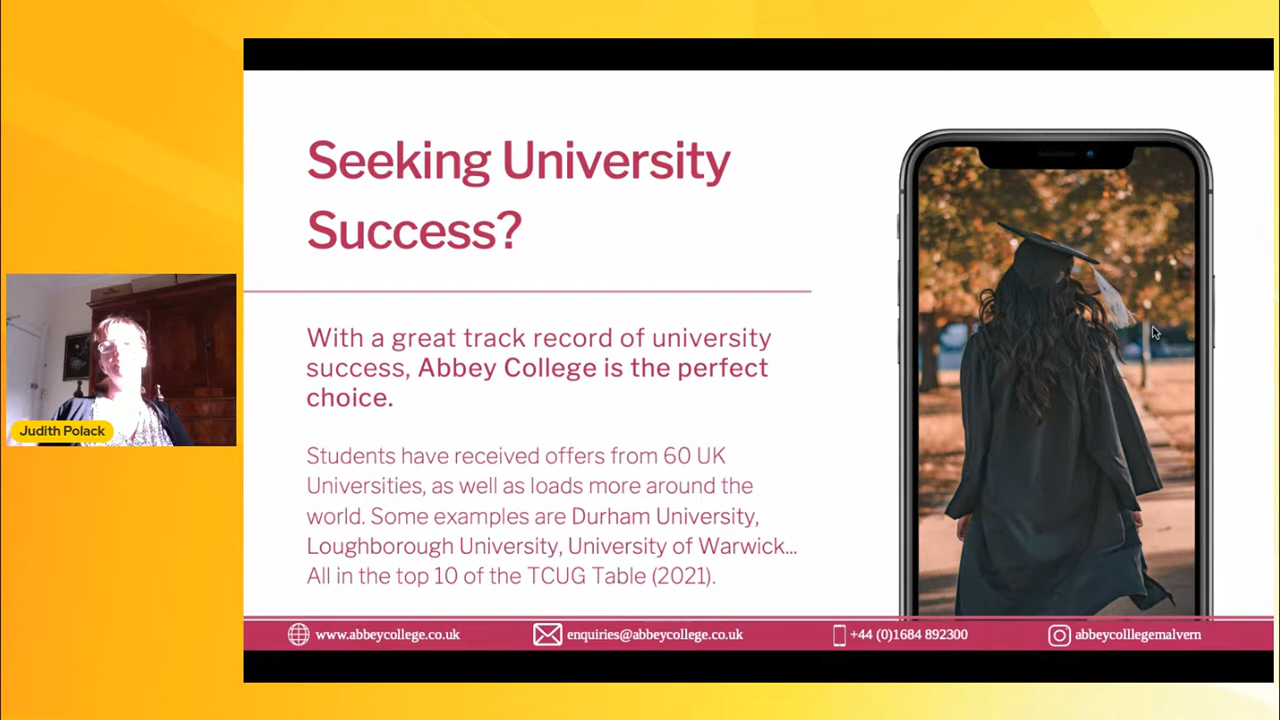 Seeking University
Success?
With a great track record of university
success, Abbey College is the perfect
choice.
Students have received offers from 60 UK
Universities, as well as loads more around the
world. Some examples are Durham University,
Loughborough University, University of Warwick...
All in the top 10 of the TCUG Table (2021).
www.abbeycollege.co.uk
enquiries@abbeycollege.co.uk
+44 (0)1684 892300
abbeycolllegemalvern
Judith Polack